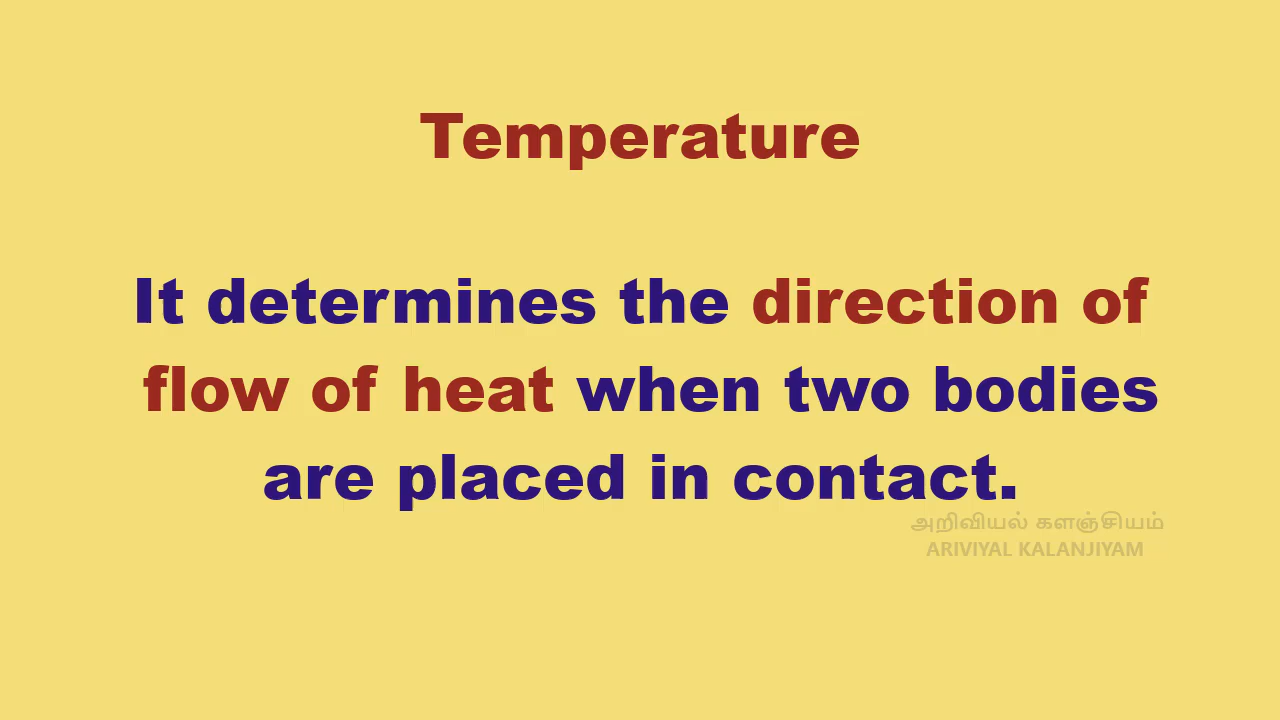 Temperature
It determines the direction of
flow of heat when two bodies
are placed in contact.
அறிவியல் களஞ்சியம்
ARIVIYAL KALANJIYAM